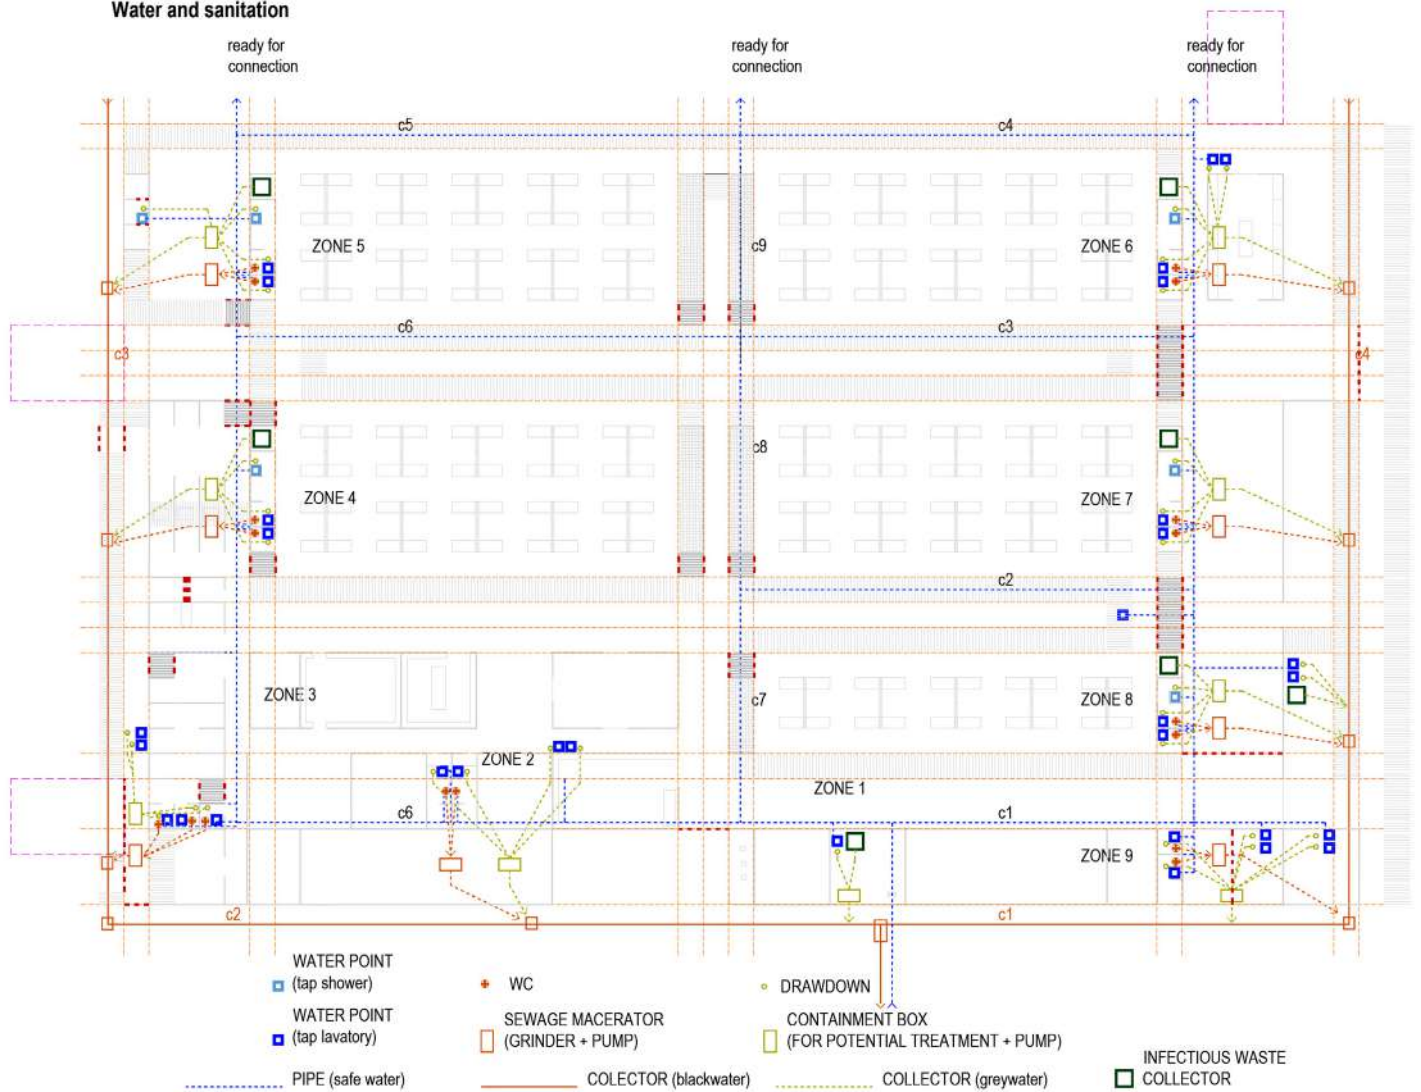 Water and sanitation
ready for
connection
ready for
connection
ready for
connection
c5
c4
ZONE 5
c9
ZONE 6
c6
c3
c3
c4
c8
ZONE 4
ZONE 7
c2
ZONE 3
c7
ZONE 8
ZONE 2
ZONE 1
c6
c1
ZONE 9
c2
c1
WATER POINT
(tap shower)
WC
DRAWDOWN
WATER POINT
(tap lavatory)
SEWAGE MACERATOR
(GRINDER + PUMP)
CONTAINMENT BOX
(FOR POTENTIAL TREATMENT + PUMP)
INFECTIOUS WASTE
COLLECTOR
PIPE (safe water)
COLECTOR (blackwater)
COLLECTOR (greywater)